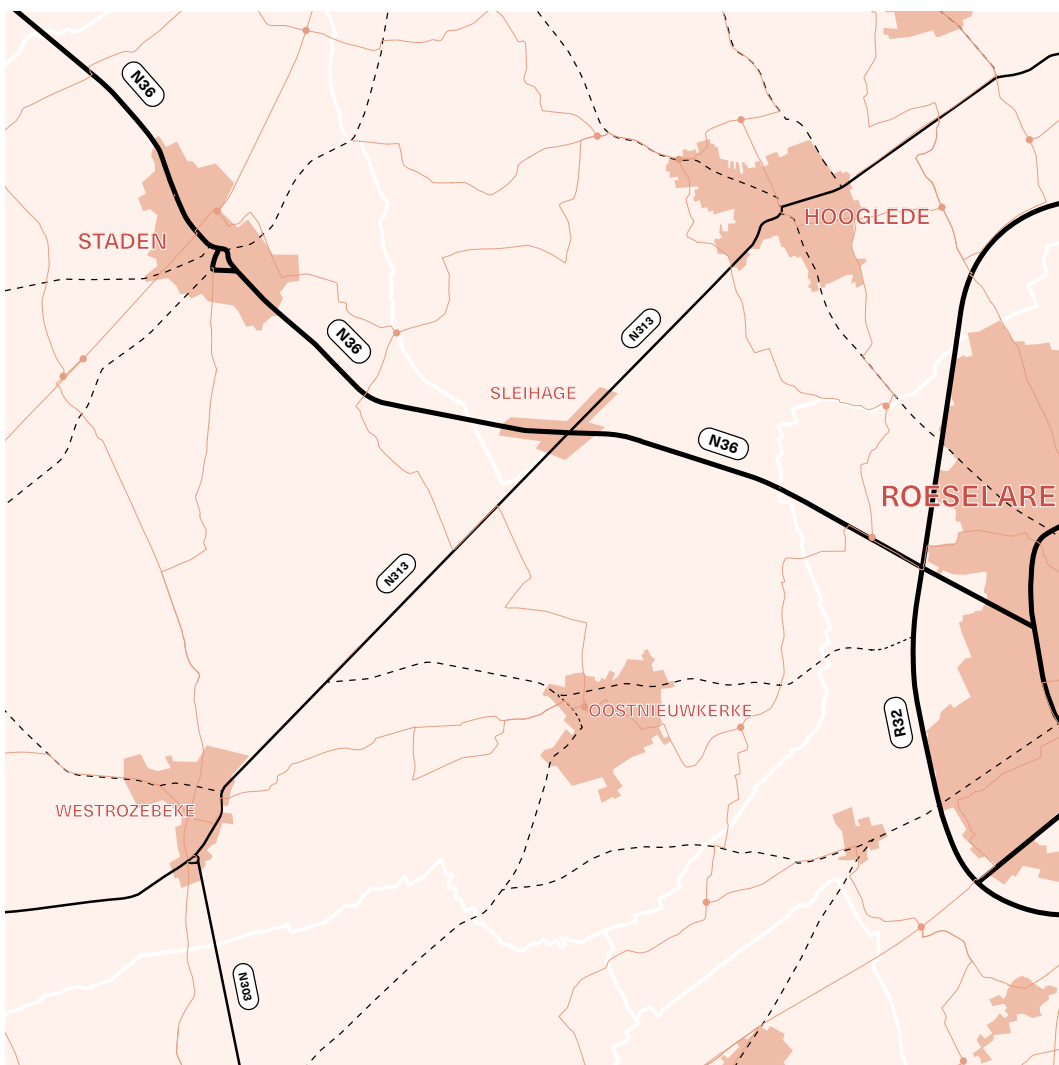 N36
HOOGLEDE
STADEN
N313
N36
SLEIHAGE
N36
ROESELARE
N313
OOSTNIEUWKERKE
R32
WESTROZEBEKE
N303